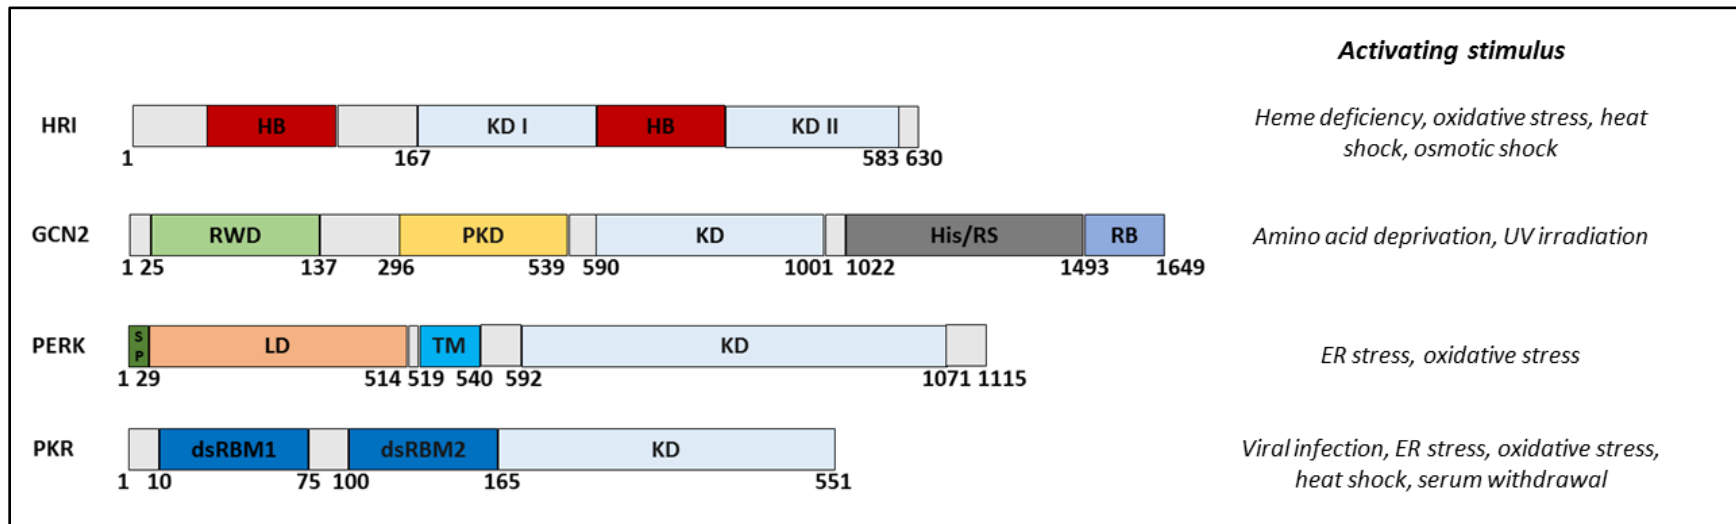 Activating stimulus
HRI
HB
KD I
HB
KD II
1
167
583 630
Heme deficiency, oxidative stress, heat
shock, osmotic shock
GCN2
RWD
PKD
KD
His/RS
RB
1 25
137
296
539
590
1001
1022
1493
1649
Amino acid deprivation, UV irradiation
PERK
SP
LD
TM
KD
1 29
514
519
540
592
1071 1115
ER stress, oxidative stress
PKR
dsRBM1
dsRBM2
KD
1
10
75
100
165
551
Viral infection, ER stress, oxidative stress,
heat shock, serum withdrawal